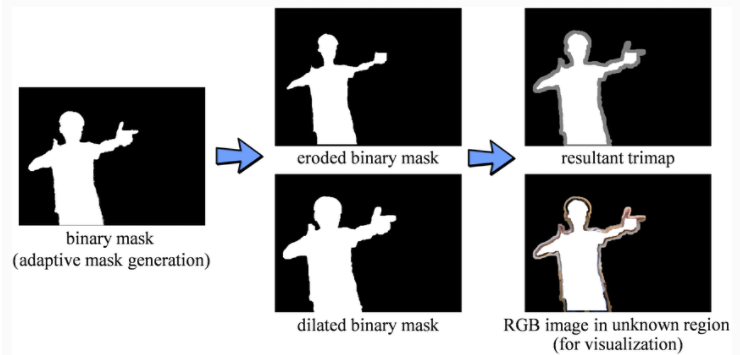 binary mask
(adaptive mask generation)
eroded binary mask
dilated binary mask
resultant trimap
RGB image in unknown region
(for visualization)